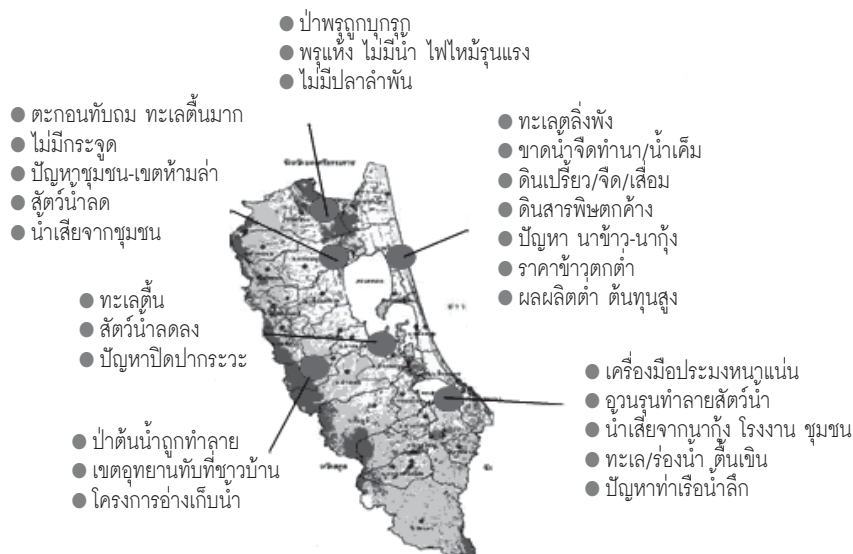 ● ป่าพรุถูกบุกรุก
● พรุแห้ง ไม่มีน้ำ ไฟไหม้รุนแรง
● ไม่มีปลาลำพัน
● ตะกอนทับถม ทะเลตื้นมาก
● ไม่มีกระจูด
● ปัญหาชุมชน-เขตห้ามล่า
● สัตว์น้ำลด
● น้ำเสียจากชุมชน
● ทะเลตลิ่งพัง
● ขาดน้ำจืดทำนา/น้ำเค็ม
● ดินเปรี้ยว/จืด/เสื่อม
● ดินสารพิษตกค้าง
● ปัญหา นาข้าว-นากุ้ง
● ราคาข้าวตกต่ำ
● ผลผลิตต่ำ ต้นทุนสูง
● ทะเลตื้น
● สัตว์น้ำลดลง
● ปัญหาปิดปากระวะ
● เครื่องมือประมงหนาแน่น
● อวนรุนทำลายสัตว์น้ำ
● น้ำเสียจากนากุ้ง โรงงาน ชุมชน
● ทะเล/ร่องน้ำ ตื้นเขิน
● ปัญหาท่าเรือน้ำลึก
● ป่าต้นน้ำถูกทำลาย
● เขตอุทยานทับที่ชาวบ้าน
● โครงการอ่างเก็บน้ำ